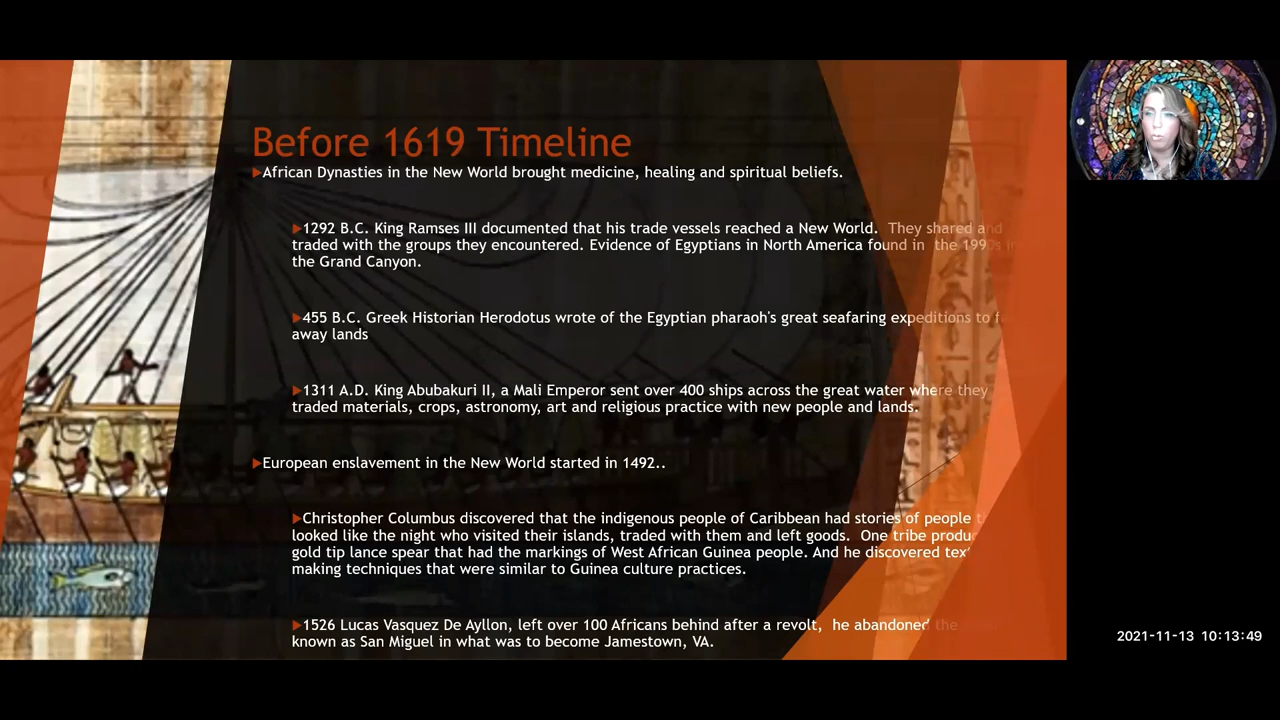 Before 1619 Timeline
African Dynasties in the New World brought medicine, healing and spiritual beliefs.
1292 B.C. King Ramses III documented that his trade vessels reached a New World. They shared and
traded with the groups they encountered. Evidence of Egyptians in North America found in the 1990s in
the Grand Canyon.
455 B.C. Greek Historian Herodotus wrote of the Egyptian pharaoh's great seafaring expeditions to
away lands
1311 A.D. King Abubakuri II, a Mali Emperor sent over 400 ships across the great water where they
traded materials, crops, astronomy, art and religious practice with new people and lands.
European enslavement in the New World started in 1492..
Christopher Columbus discovered that the indigenous people of Caribbean had stories of people
looked like the night who visited their islands, traded with them and left goods. One tribe
gold tip lance spear that had the markings of West African Guinea people. And he discovered
making techniques that were similar to Guinea culture practices.
1526 Lucas Vasquez De Ayllon, left over 100 Africans behind after a revolt, he abandoned the
known as San Miguel in what was to become Jamestown, VA.
2021-11-13 10:13:49